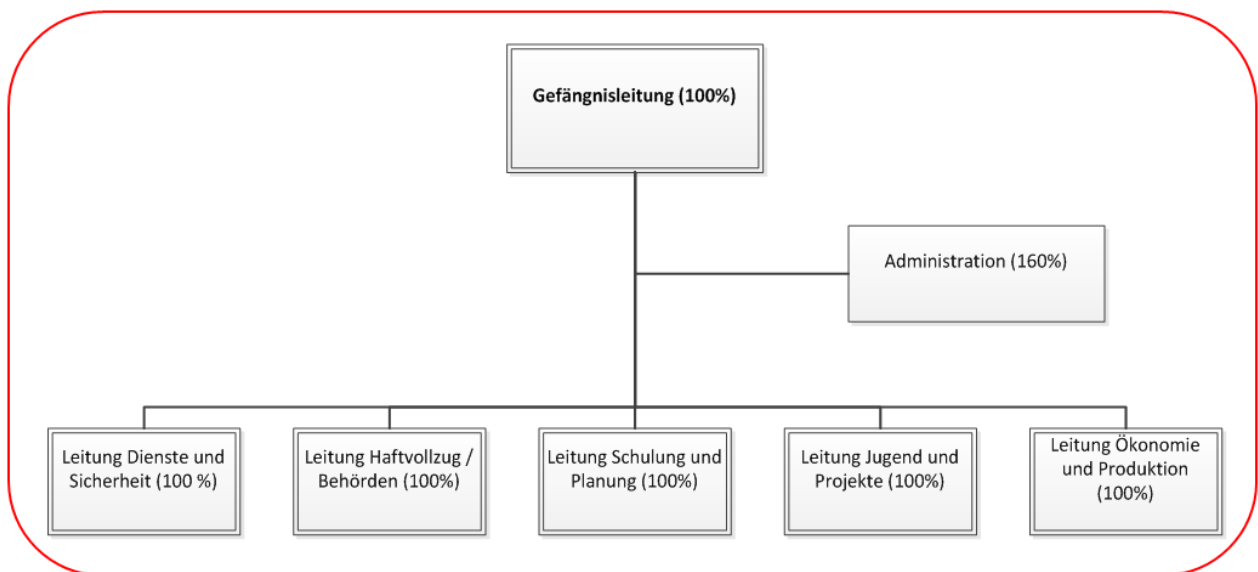 Gefängnisleitung (100%)
Administration (160%)
Leitung Dienste und
Sicherheit (100 %)
Leitung Haftvollzug /
Behörden (100%)
Leitung Schulung und
Planung (100%)
Leitung Jugend und
Projekte (100%)
Leitung Ökonomie
und Produktion
(100%)